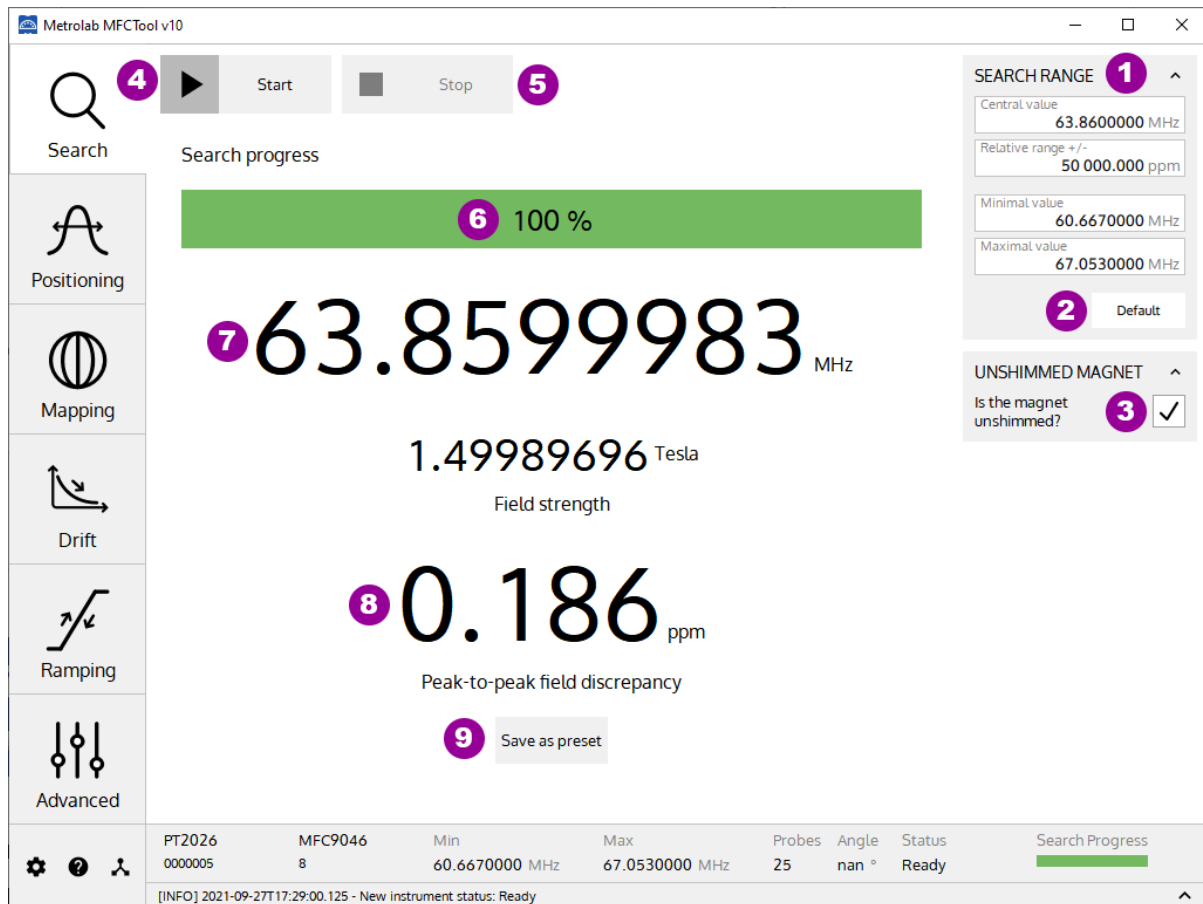 Metrolab MFCTool v10
4 Start Stop 5
Search
Search progress
6 100 %
7 63.8599983 MHz
1.49989696 Tesla
Field strength
8 0.186 ppm
Peak-to-peak field discrepancy
9 Save as preset
Positioning
Mapping
Drift
Ramping
Advanced
SEARCH RANGE 1
Central value
63.8600000 MHz
Relative range +/-
50 000.000 ppm
Minimal value
60.6670000 MHz
Maximal value
67.0530000 MHz
2 Default
UNSHIMMED MAGNET
Is the magnet
unshimmed? 3
PT2026 MFC9046 Min Max Probes Angle Status Search Progress
0000005 8 60.6670000 MHz 67.0530000 MHz 25 nan ° Ready
[INFO] 2021-09-27T17:29:00.125 - New instrument status: Ready